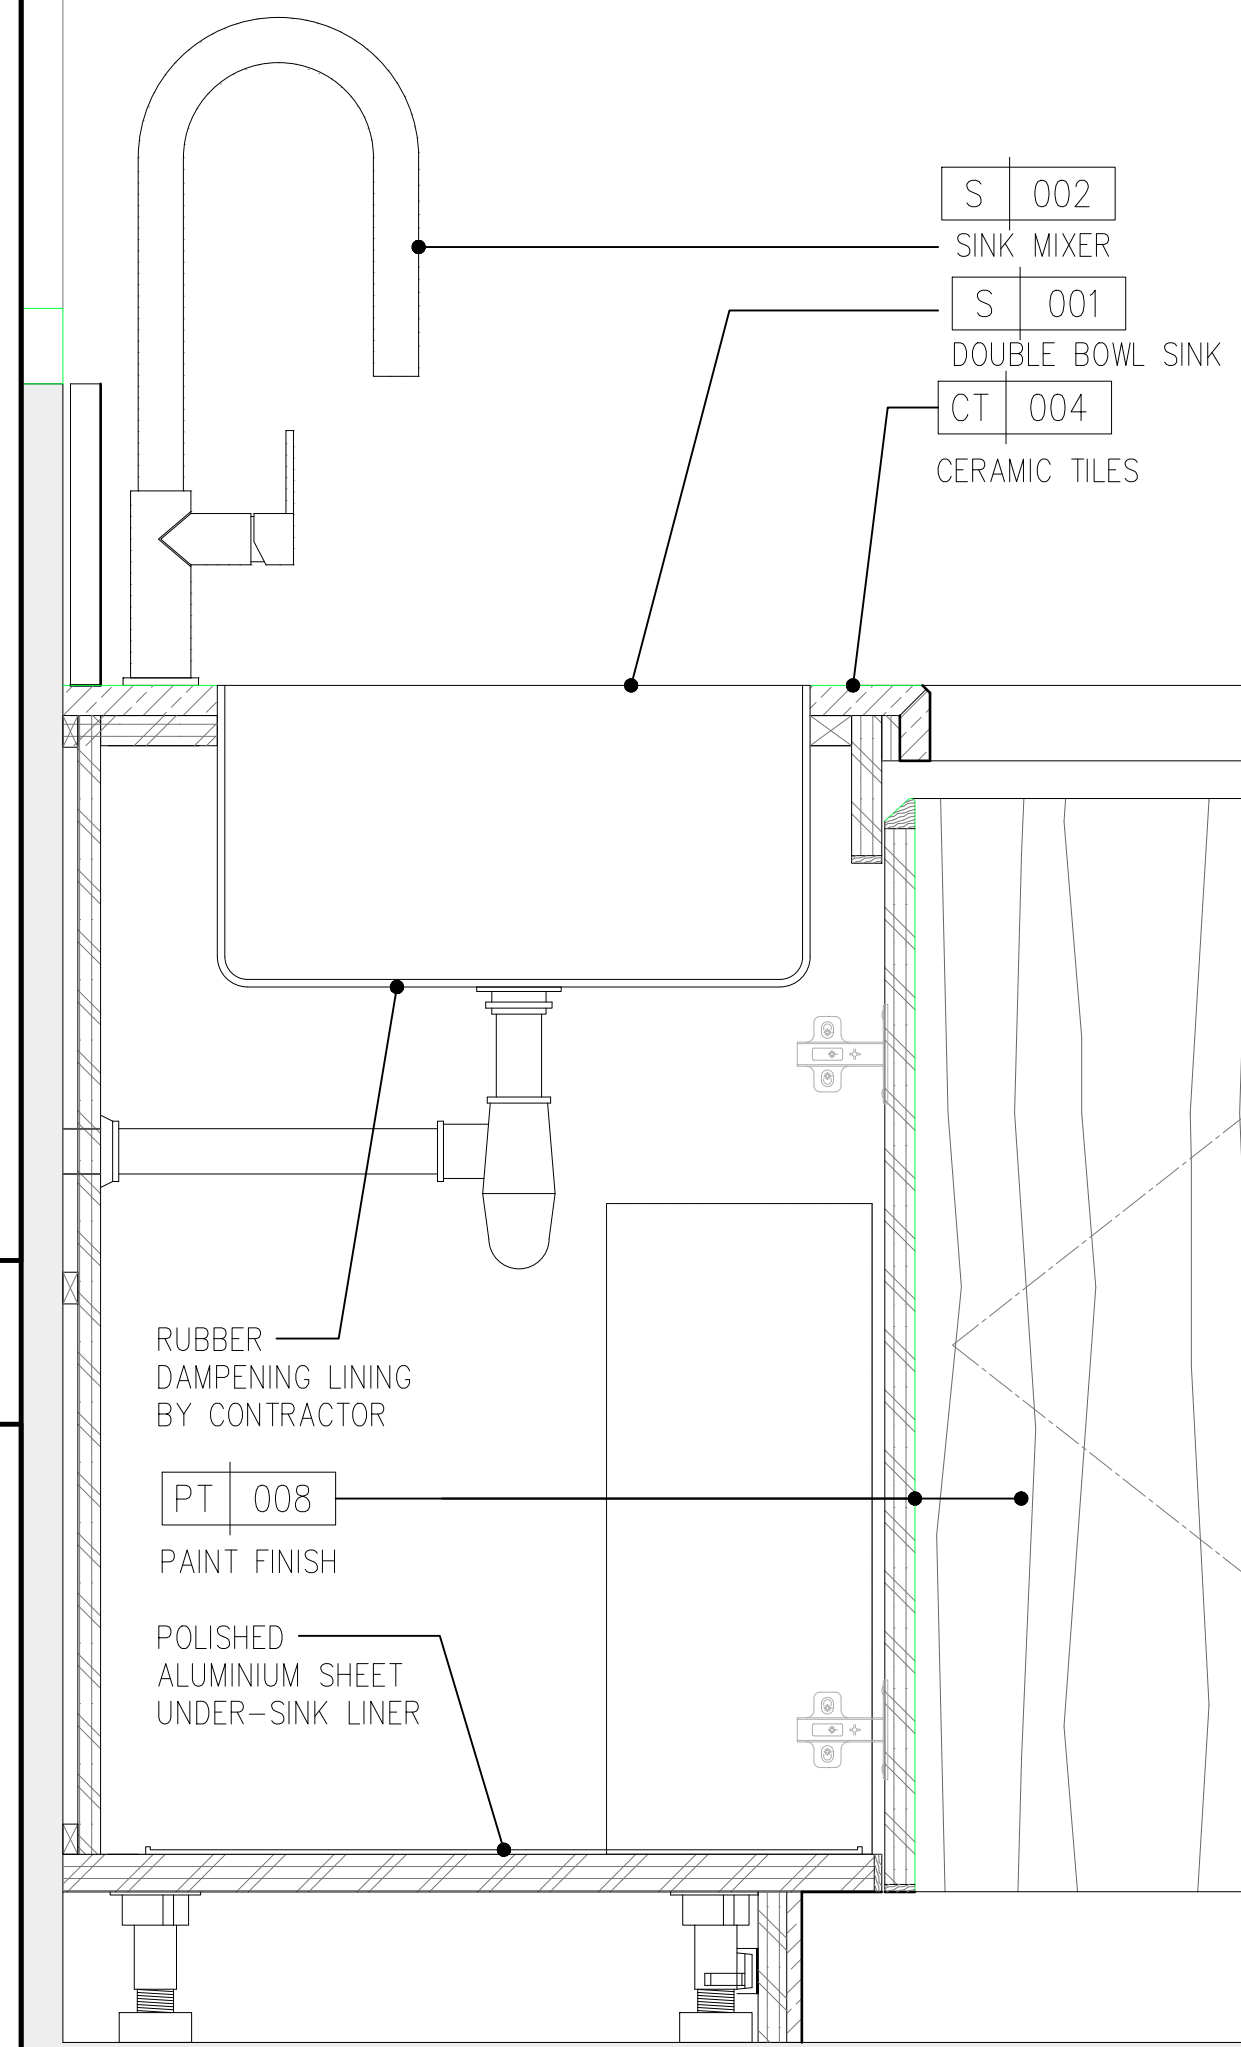 S 002
SINK MIXER
S 001
DOUBLE BOWL SINK
CT 004
CERAMIC TILES
RUBBER
DAMPENING LINING
BY CONTRACTOR
PT 008
PAINT FINISH
POLISHED
ALUMINIUM SHEET
UNDER-SINK LINER